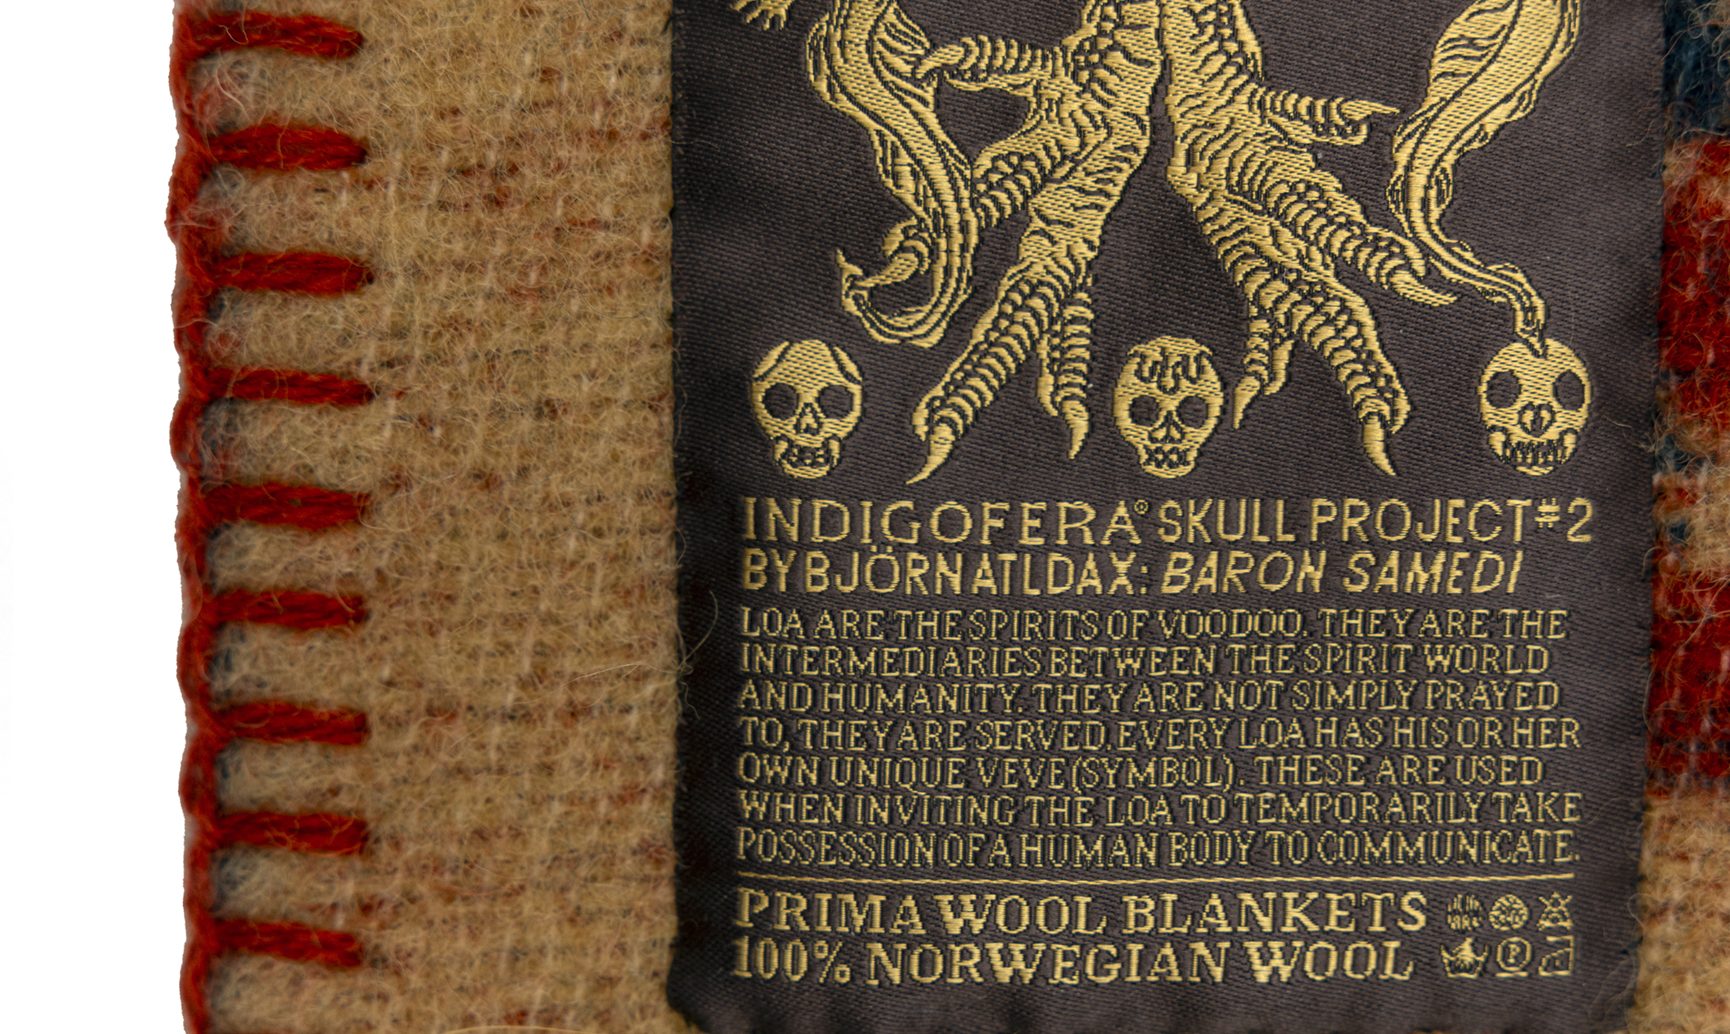 INDIGOFERA® SKULL PROJECT #2
BY BJÖRN ATLDAX: BARON SAMEDI
LOA ARE THE SPIRITS OF VOODOO. THEY ARE THE
INTERMEDIARIES BETWEEN THE SPIRIT WORLD
AND HUMANITY. THEY ARE NOT SIMPLY PRAYED
TO, THEY ARE SERVED. EVERY LOA HAS HIS OR HER
OWN UNIQUE VEVE (SYMBOL). THESE ARE USED
WHEN INVITING THE LOA TO TEMPORARILY TAKE
POSSESSION OF A HUMAN BODY TO COMMUNICATE.
PRIMA WOOL BLANKETS
100% NORWEGIAN WOOL P